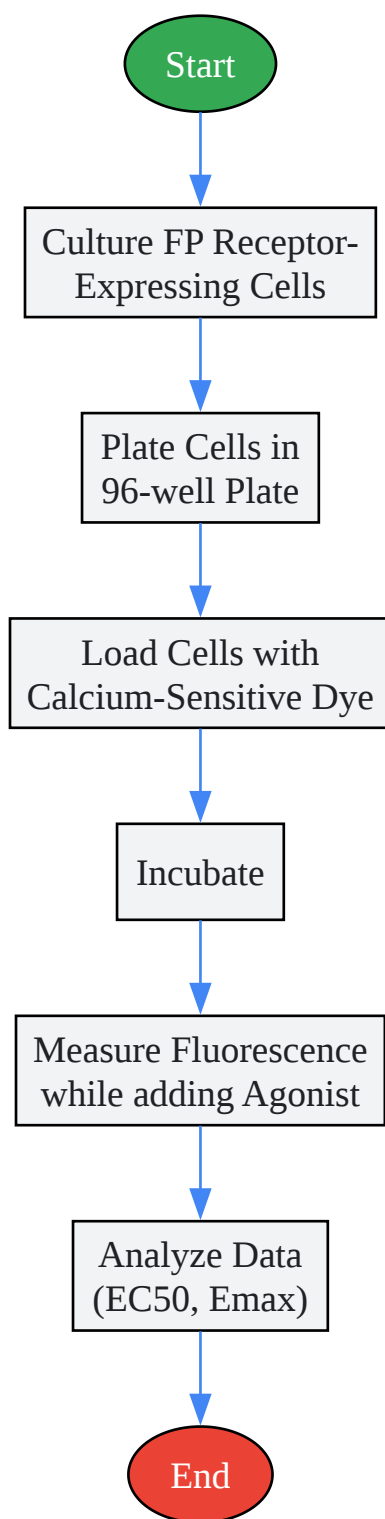 Start
Culture FP Receptor-
Expressing Cells
Plate Cells in
96-well Plate
Load Cells with
Calcium-Sensitive Dye
Incubate
Measure Fluorescence
while adding Agonist
Analyze Data
(EC50, Emax)
End